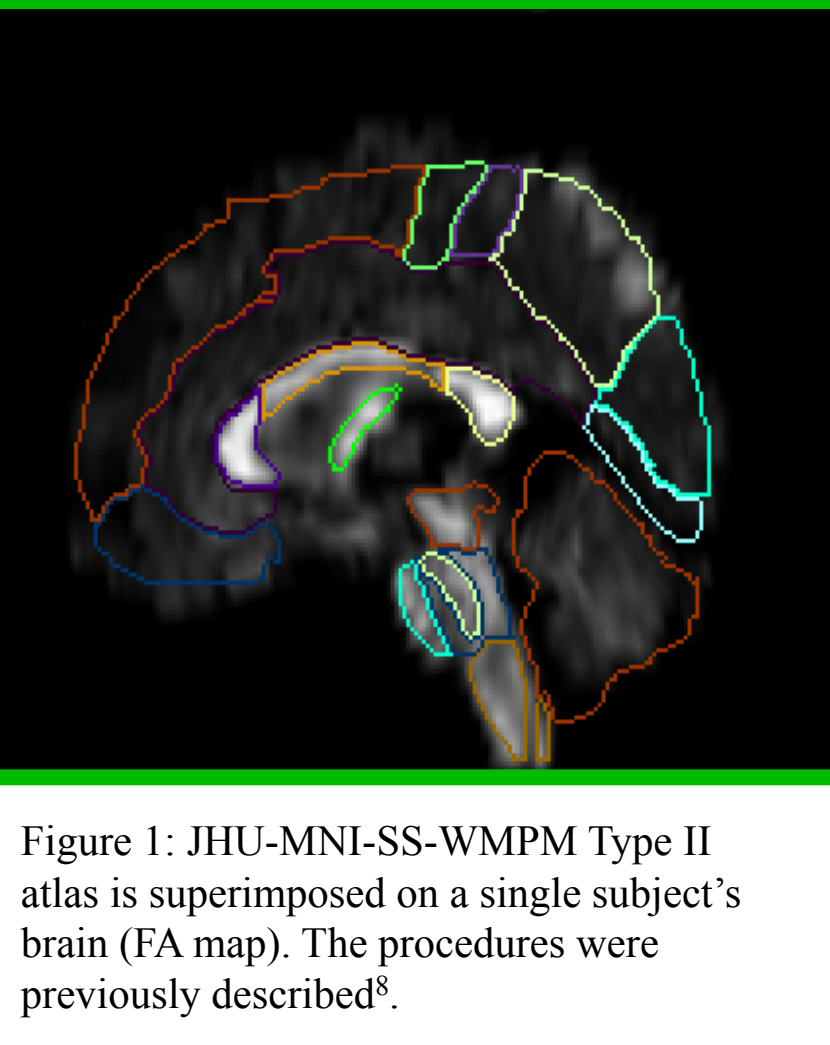 Figure 1: JHU-MNI-SS-WMPM Type II
atlas is superimposed on a single subject’s
brain (FA map). The procedures were
previously described⁸.